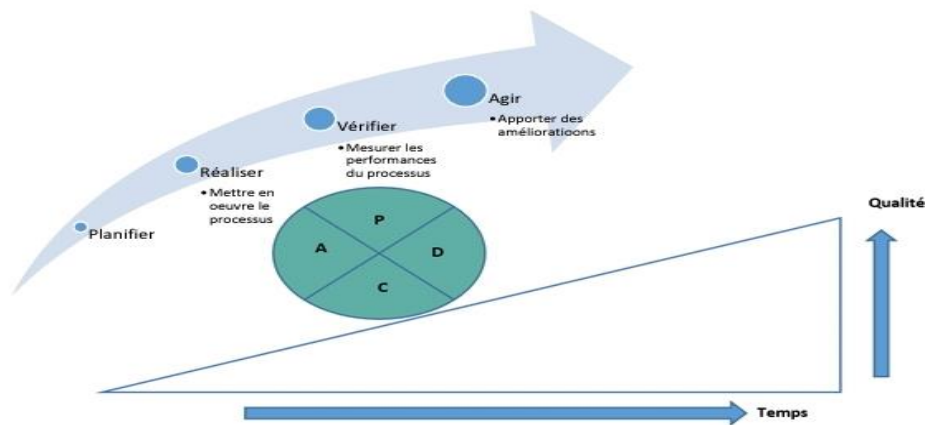 Agir
• Apporter des
amélioratioons
Vérifier
• Mesurer les
performances
du processus
Réaliser
• Mettre en
oeuvre le
processus
Planifier
P
A
D
C
Qualité
Temps